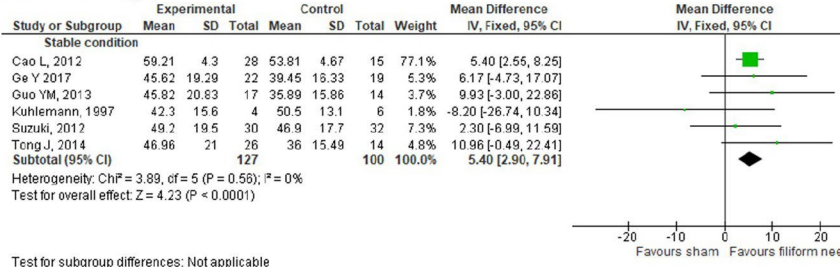 Experimental Control Mean Difference Mean Difference
Study or Subgroup Mean SD Total Mean SD Total Weight IV, Fixed, 95% CI IV, Fixed, 95% CI
Stable condition
Cao L, 2012 59.21 4.3 28 53.81 4.67 15 77.1% 5.40 [2.55, 8.25]
Ge Y 2017 45.62 19.29 22 39.45 16.33 19 5.3% 6.17 [-4.73, 17.07]
Guo YM, 2013 45.82 20.83 17 35.89 15.86 14 3.7% 9.93 [-3.00, 22.86]
Kuhlemann, 1997 42.3 15.6 4 50.5 13.1 6 1.8% -8.20 [-26.74, 10.34]
Suzuki, 2012 49.2 19.5 30 46.9 17.7 32 7.3% 2.30 [-6.99, 11.59]
Tong J, 2014 46.96 21 26 36 15.49 14 4.8% 10.96 [-0.49, 22.41]
Subtotal (95% CI) 127 100 100.0% 5.40 [2.90, 7.91]
Heterogeneity: Chi² = 3.89, df = 5 (P = 0.56); I² = 0%
Test for overall effect: Z = 4.23 (P < 0.0001)
-20 -10 0 10 20
Favours sham Favours filiform nee
Test for subgroup differences: Not applicable